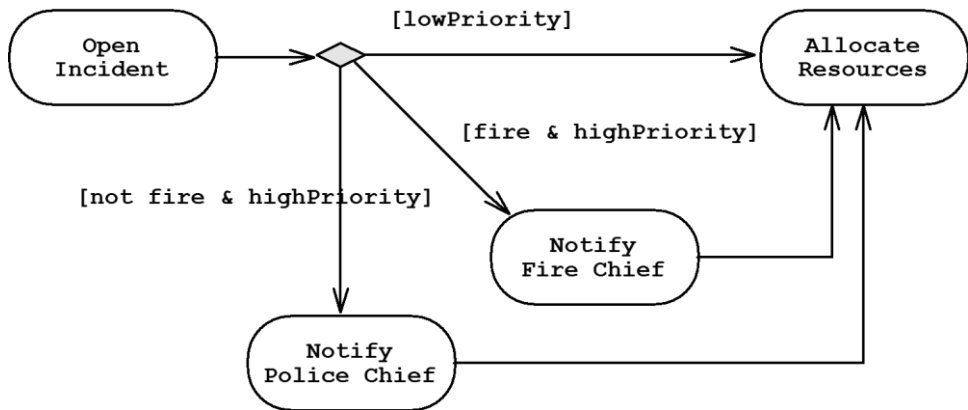 [lowPriority]
Open
Incident
Allocate
Resources
[fire & highPriority]
[not fire & highPriority]
Notify
Fire Chief
Notify
Police Chief